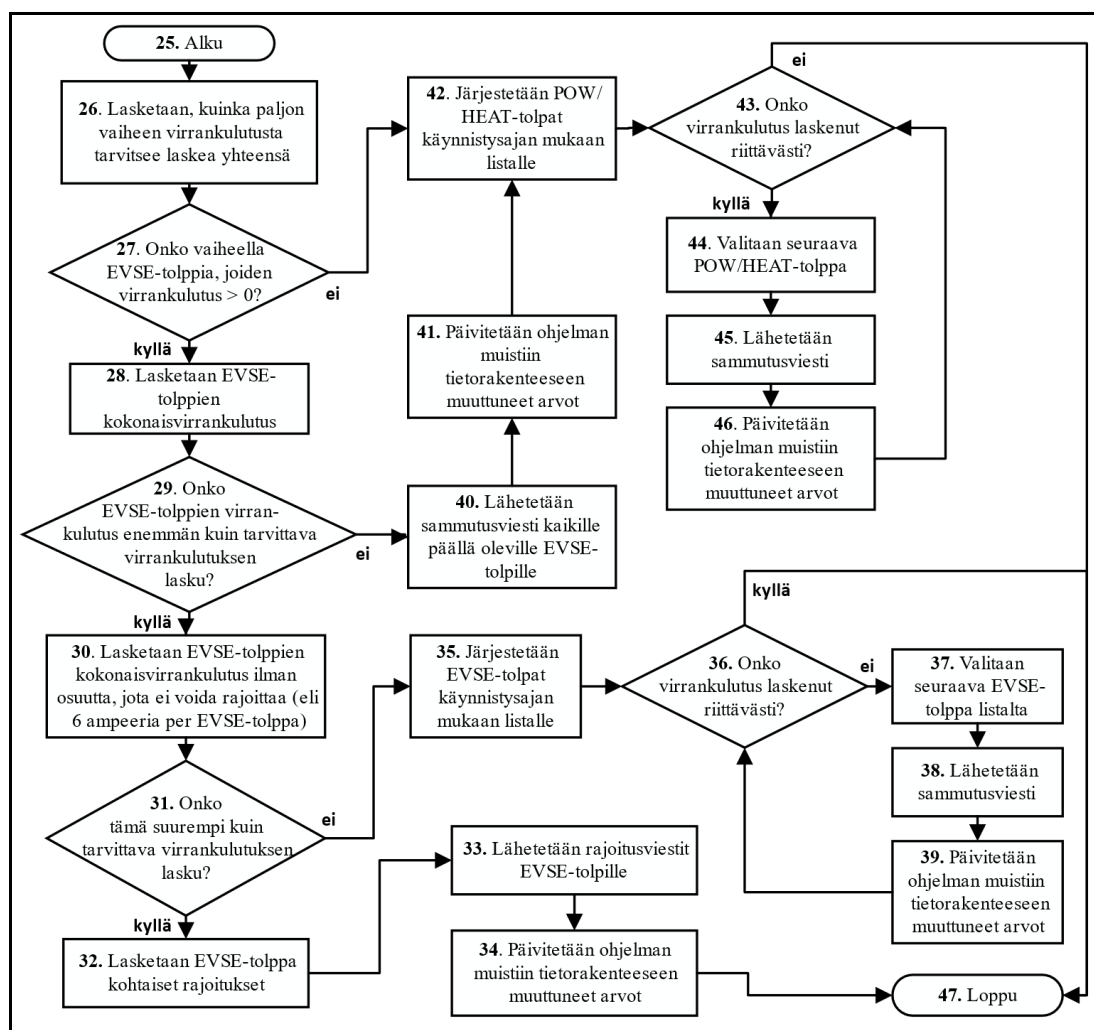 25. Alku
26. Lasketaan, kuinka paljon
vaiheen virrankulutusta
tarvitsee laskea yhteensä
27. Onko vaiheella
EVSE-tolppia, joiden
virrankulutus > 0?
ei
kyllä
28. Lasketaan EVSE-
tolppien
kokonaisvirrankulutus
29. Onko
EVSE-tolppien virran-
kulutus enemmän kuin tarvittava
virrankulutuksen
lasku?
ei
kyllä
30. Lasketaan EVSE-tolppien
kokonaisvirrankulutus ilman
osuutta, jota ei voida rajoittaa (eli
6 ampeeria per EVSE-tolppa)
31. Onko
tämä suurempi kuin
tarvittava virrankulutuksen
lasku?
ei
kyllä
32. Lasketaan EVSE-tolppa
kohtaiset rajoitukset
33. Lähetetään rajoitusviestit
EVSE-tolpille
34. Päivitetään ohjelman
muistiin tietorakenteeseen
muuttuneet arvot
35. Järjestetään
EVSE-tolpat
käynnistysajan
mukaan listalle
36. Onko
virrankulutus laskenut
riittävästi?
kyllä
ei
37. Valitaan
seuraava EVSE-
tolppa listalta
38. Lähetetään
sammutusviesti
39. Päivitetään
ohjelman muistiin
tietorakenteeseen
muuttuneet arvot
40. Lähetetään
sammutusviesti kaikille
päällä oleville EVSE-
tolpille
41. Päivitetään ohjelman
muistiin
tietorakenteeseen
muuttuneet arvot
42. Järjestetään POW/
HEAT-tolpat
käynnistysajan mukaan
listalle
43. Onko
virrankulutus laskenut
riittävästi?
ei
kyllä
44. Valitaan seuraava
POW/HEAT-tolppa
45. Lähetetään
sammutusviesti
46. Päivitetään
ohjelman muistiin
tietorakenteeseen
muuttuneet arvot
47. Loppu